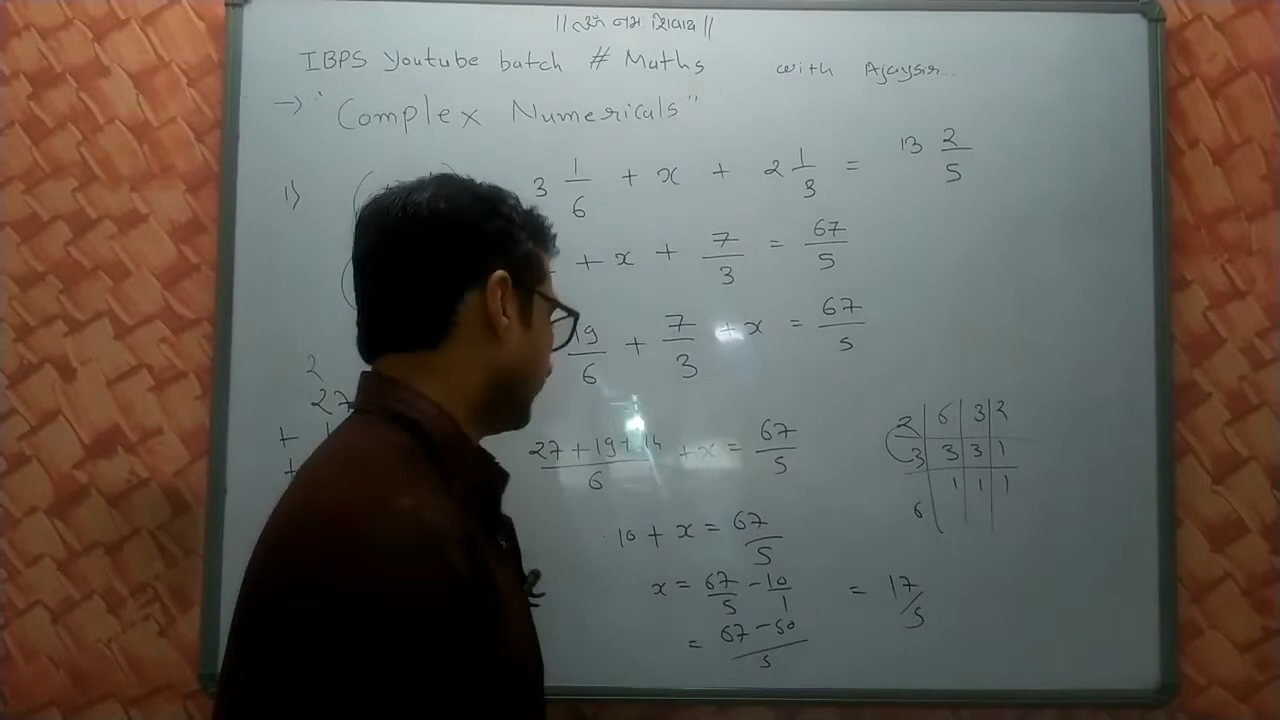 || ૐ નમઃ શિવાય ||
IBPS Youtube batch # Maths with Ajaysir...
→ "Complex Numericals"
1) 3 1/6 + x + 2 1/3 = 13 2/5
+ x + 7/3 = 67/5
19/6 + 7/3 + x = 67/5
2
27
+
+
(27 + 19 + 14)/6 + x = 67/5
2 | 6 | 3 | 2
3 | 3 | 3 | 1
1 | 1 | 1
6
10 + x = 67/5
x = 67/5 - 10/1 = 17/5
= (67 - 50)/5